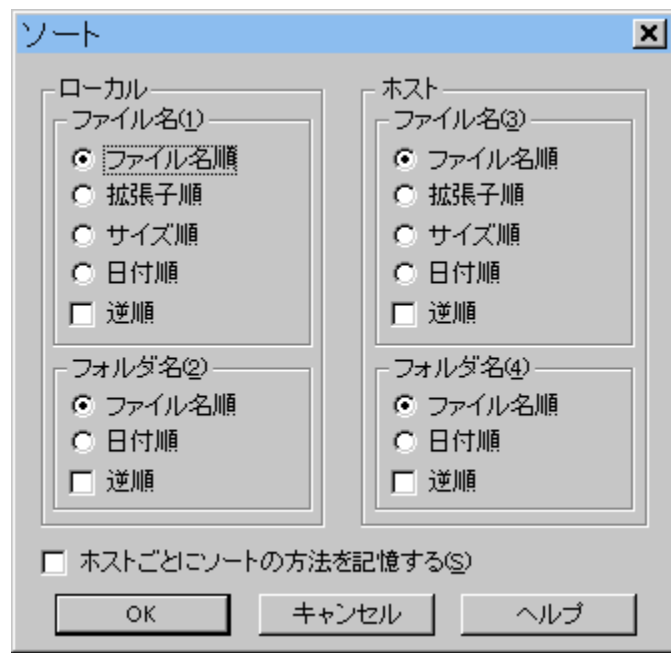 ソート
ローカル
ファイル名(1)
ファイル名順
拡張子順
サイズ順
日付順
逆順
フォルダ名(2)
ファイル名順
日付順
逆順
ホスト
ファイル名(3)
ファイル名順
拡張子順
サイズ順
日付順
逆順
フォルダ名(4)
ファイル名順
日付順
逆順
ホストごとにソートの方法を記憶する(S)
OK
キャンセル
ヘルプ